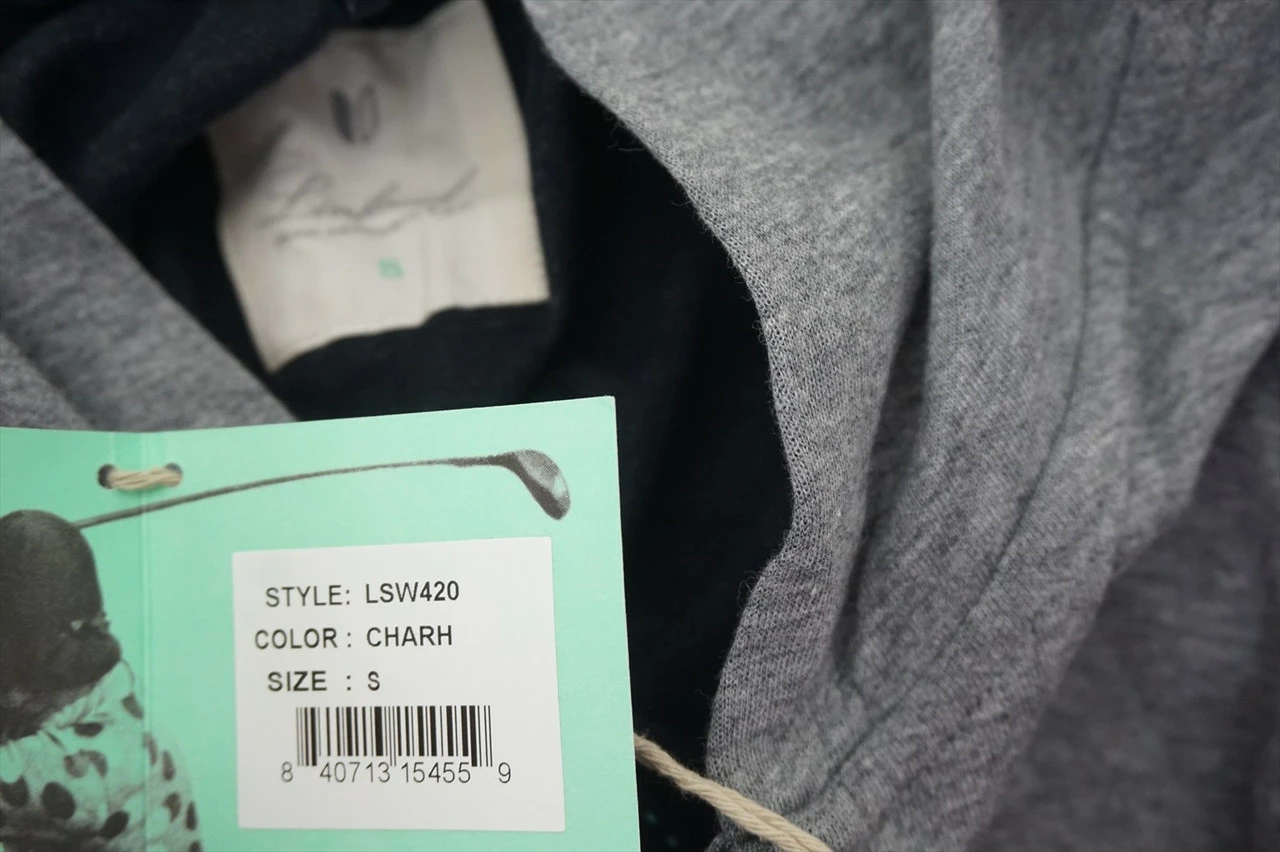 S
STYLE: LSW420
COLOR : CHARH
SIZE : S
8 40713 15455 9